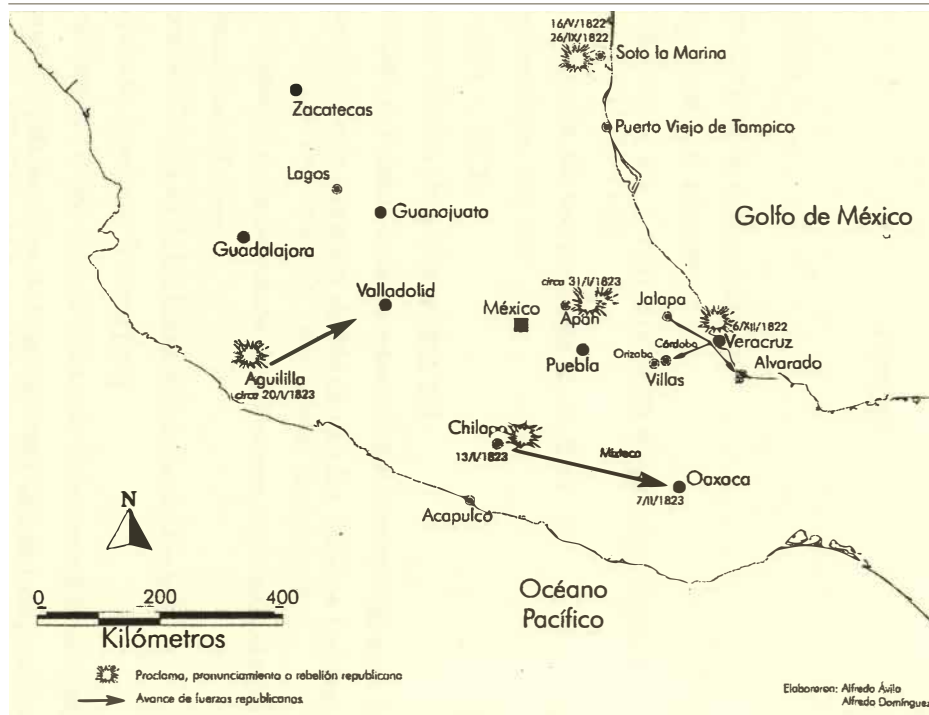 16/V/1822
26/IX/1822
Soto la Marina
Zacatecas
Puerto Viejo de Tampico
Lagos
Guanajuato
Golfo de México
Guadalajora
circa 31/I/1823
Valladolid
México
Apan
Jalapa
6/XII/1822
Veracruz
Córdoba
Orizaba
Puebla
Villas
Alvarado
Aguililla
circa 20/I/1823
Chilapa
13/I/1823
Mixteca
Oaxaca
7/II/1823
N
Acapulco
Océano
Pacífico
0 200 400
Kilómetros
Proclama, pronunciamiento o rebelión republicana
Avance de fuerzas republicanas
Elaboraron: Alfredo Ávila
Alfredo Domínguez